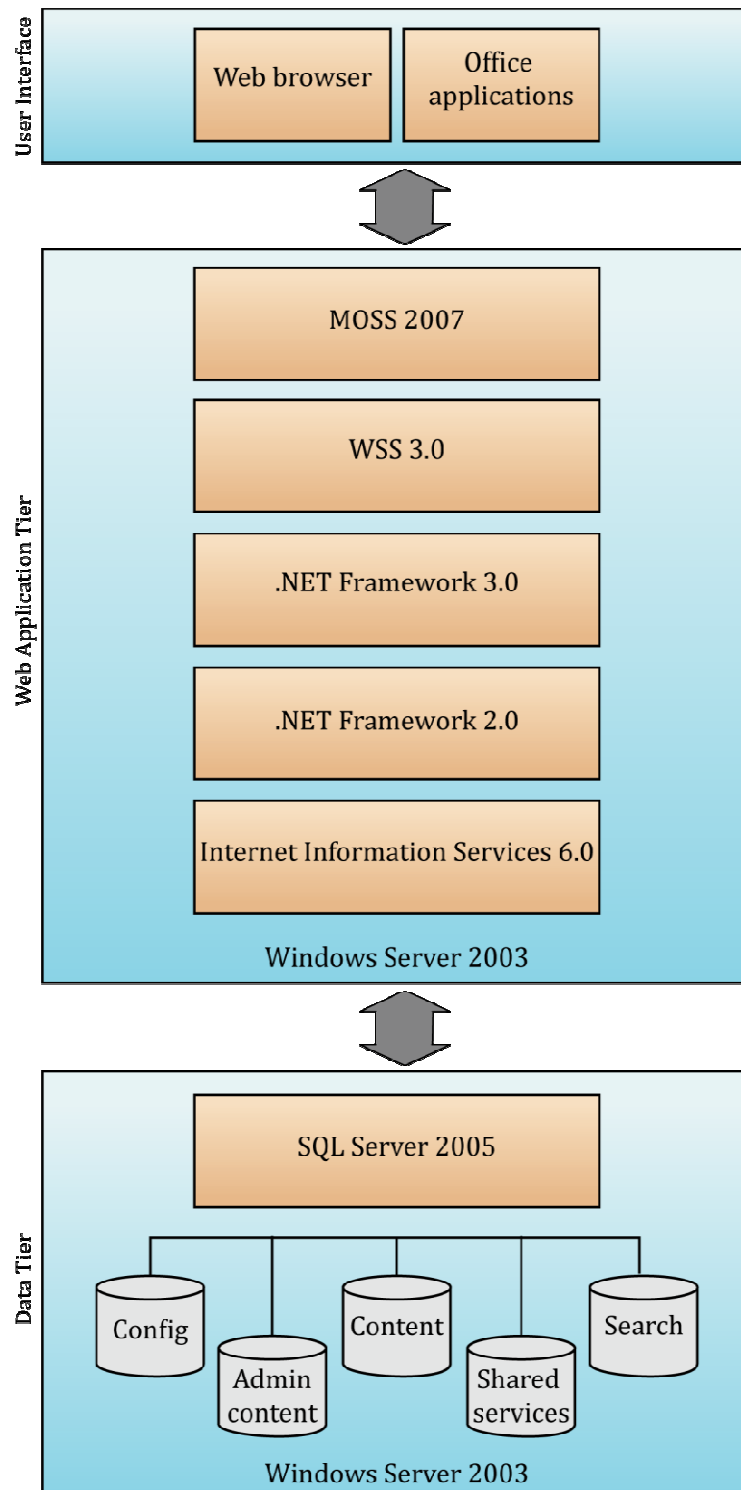 User Interface
Web browser
Office
applications
Web Application Tier
MOSS 2007
WSS 3.0
.NET Framework 3.0
.NET Framework 2.0
Internet Information Services 6.0
Windows Server 2003
Data Tier
SQL Server 2005
Config
Admin
content
Content
Shared
services
Search
Windows Server 2003